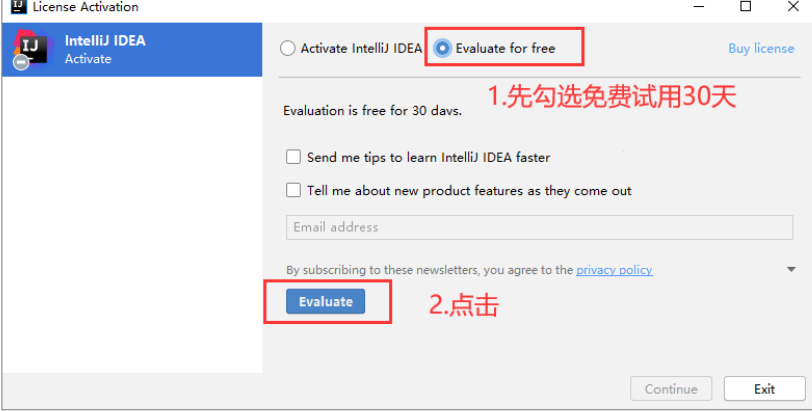 License Activation
IntelliJ IDEA
Activate
Activate IntelliJ IDEA Evaluate for free Buy license
1.先勾选免费试用30天
Evaluation is free for 30 days.
Send me tips to learn IntelliJ IDEA faster
Tell me about new product features as they come out
Email address
By subscribing to these newsletters, you agree to the privacy policy
Evaluate
2.点击
Continue Exit